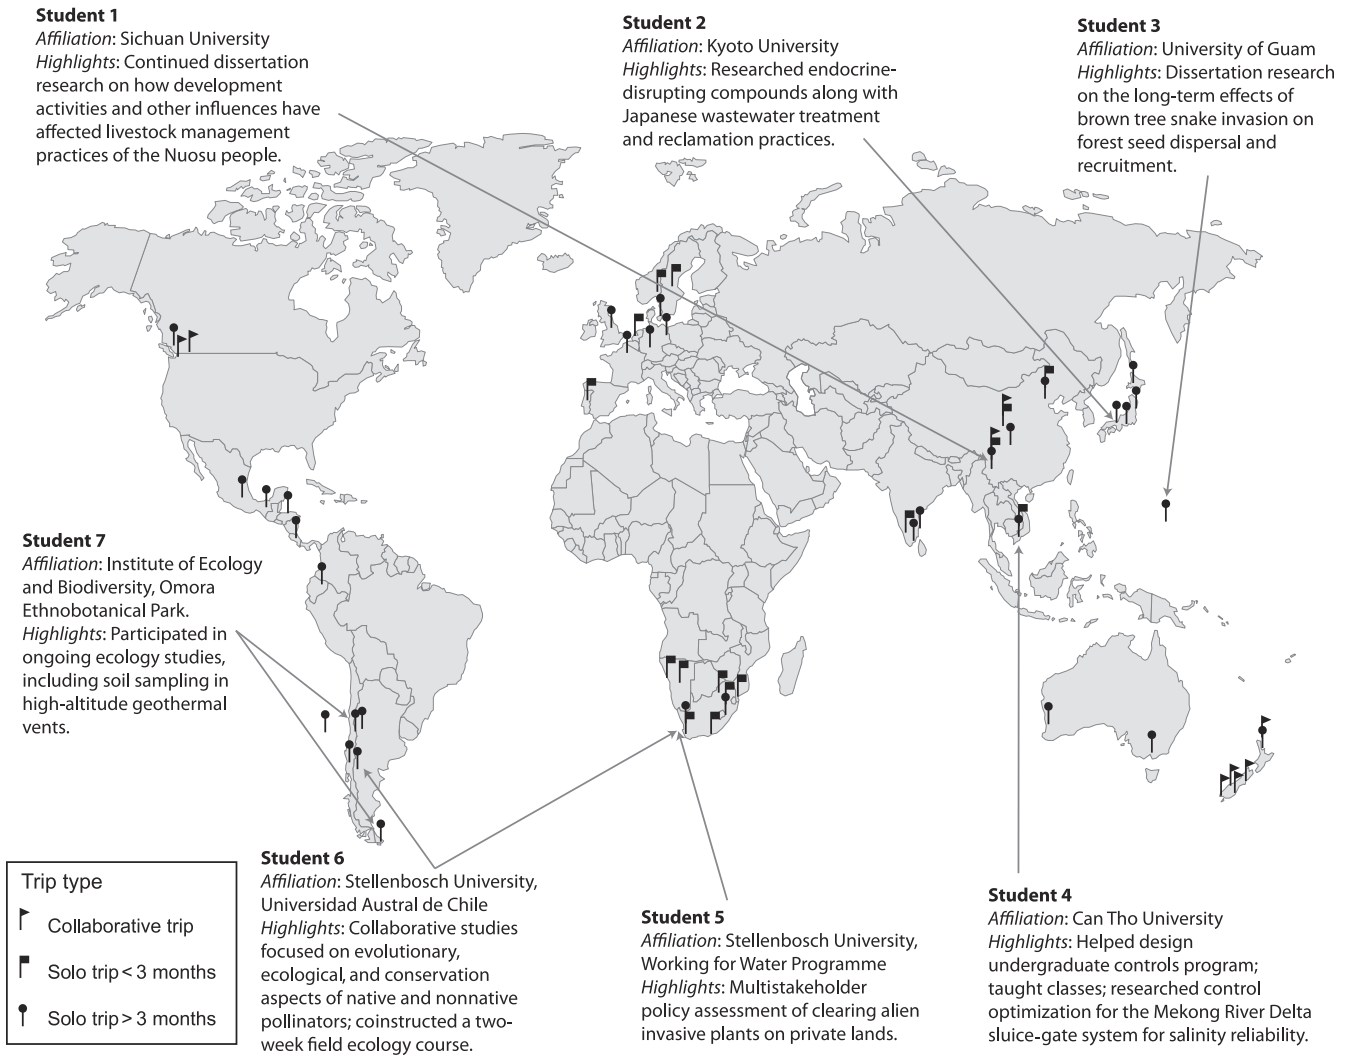 Student 1
Affiliation: Sichuan University
Highlights: Continued dissertation
research on how development
activities and other influences have
affected livestock management
practices of the Nuosu people.
Student 2
Affiliation: Kyoto University
Highlights: Researched endocrine-
disrupting compounds along with
Japanese wastewater treatment
and reclamation practices.
Student 3
Affiliation: University of Guam
Highlights: Dissertation research
on the long-term effects of
brown tree snake invasion on
forest seed dispersal and
recruitment.
Student 7
Affiliation: Institute of Ecology
and Biodiversity, Omora
Ethnobotanical Park.
Highlights: Participated in
ongoing ecology studies,
including soil sampling in
high-altitude geothermal
vents.
Trip type
Collaborative trip
Solo trip < 3 months
Solo trip > 3 months
Student 6
Affiliation: Stellenbosch University,
Universidad Austral de Chile
Highlights: Collaborative studies
focused on evolutionary,
ecological, and conservation
aspects of native and nonnative
pollinators; coinstructed a two-
week field ecology course.
Student 5
Affiliation: Stellenbosch University,
Working for Water Programme
Highlights: Multistakeholder
policy assessment of clearing alien
invasive plants on private lands.
Student 4
Affiliation: Can Tho University
Highlights: Helped design
undergraduate controls program;
taught classes; researched control
optimization for the Mekong River Delta
sluice-gate system for salinity reliability.